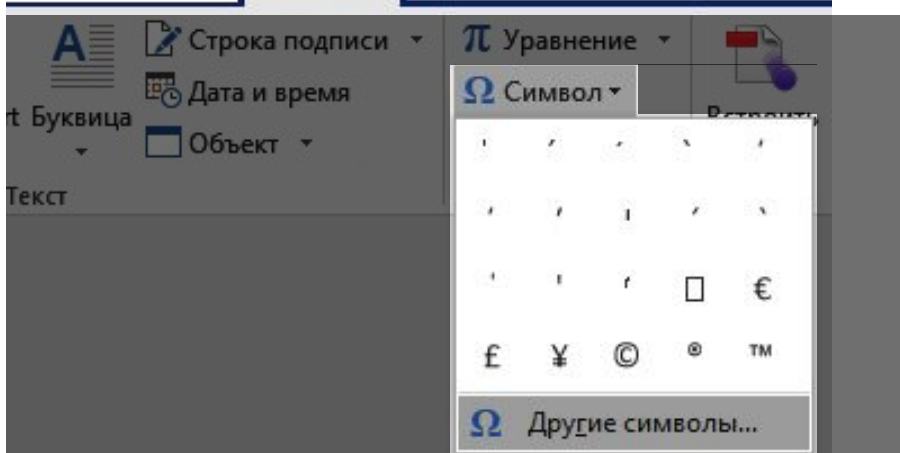 Строка подписи
π Уравнение
Дата и время
Ω Символ
t Буквица
Объект
Текст
€
£ ¥ © ® ™
Ω Другие символы...